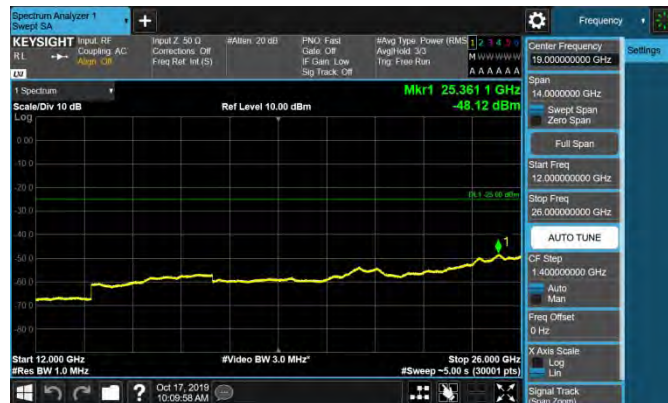 Spectrum Analyzer 1
Swept SA
Frequency
KEYSIGHT
Input: RF
Coupling: AC
Align: Off
Input Z: 50 Ω
Corrections: Off
Freq Ref: Int (S)
#Atten: 20 dB
PNO: Fast
Gate: Off
IF Gain: Low
Sig Track: Off
#Avg Type: Power (RMS
Avg|Hold: 3/3
Trig: Free Run
1 2 3 4 5 6
M W W W W W
A A A A A A
R L
LXI
1 Spectrum
Scale/Div 10 dB
Log
Ref Level 10.00 dBm
Mkr1 25.361 1 GHz
-48.12 dBm
0.00
-10.0
-20.0
-30.0
-40.0
-50.0
-60.0
-70.0
-80.0
DL1 -25.00 dBm
1
Start 12.000 GHz
#Res BW 1.0 MHz
#Video BW 3.0 MHz*
Stop 26.000 GHz
#Sweep ~5.00 s (30001 pts)
Oct 17, 2019
10:09:58 AM
Center Frequency
19.000000000 GHz
Settings
Span
14.0000000 GHz
Swept Span
Zero Span
Full Span
Start Freq
12.000000000 GHz
Stop Freq
26.000000000 GHz
AUTO TUNE
CF Step
1.400000000 GHz
Auto
Man
Freq Offset
0 Hz
X Axis Scale
Log
Lin
Signal Track
(Span Zoom)